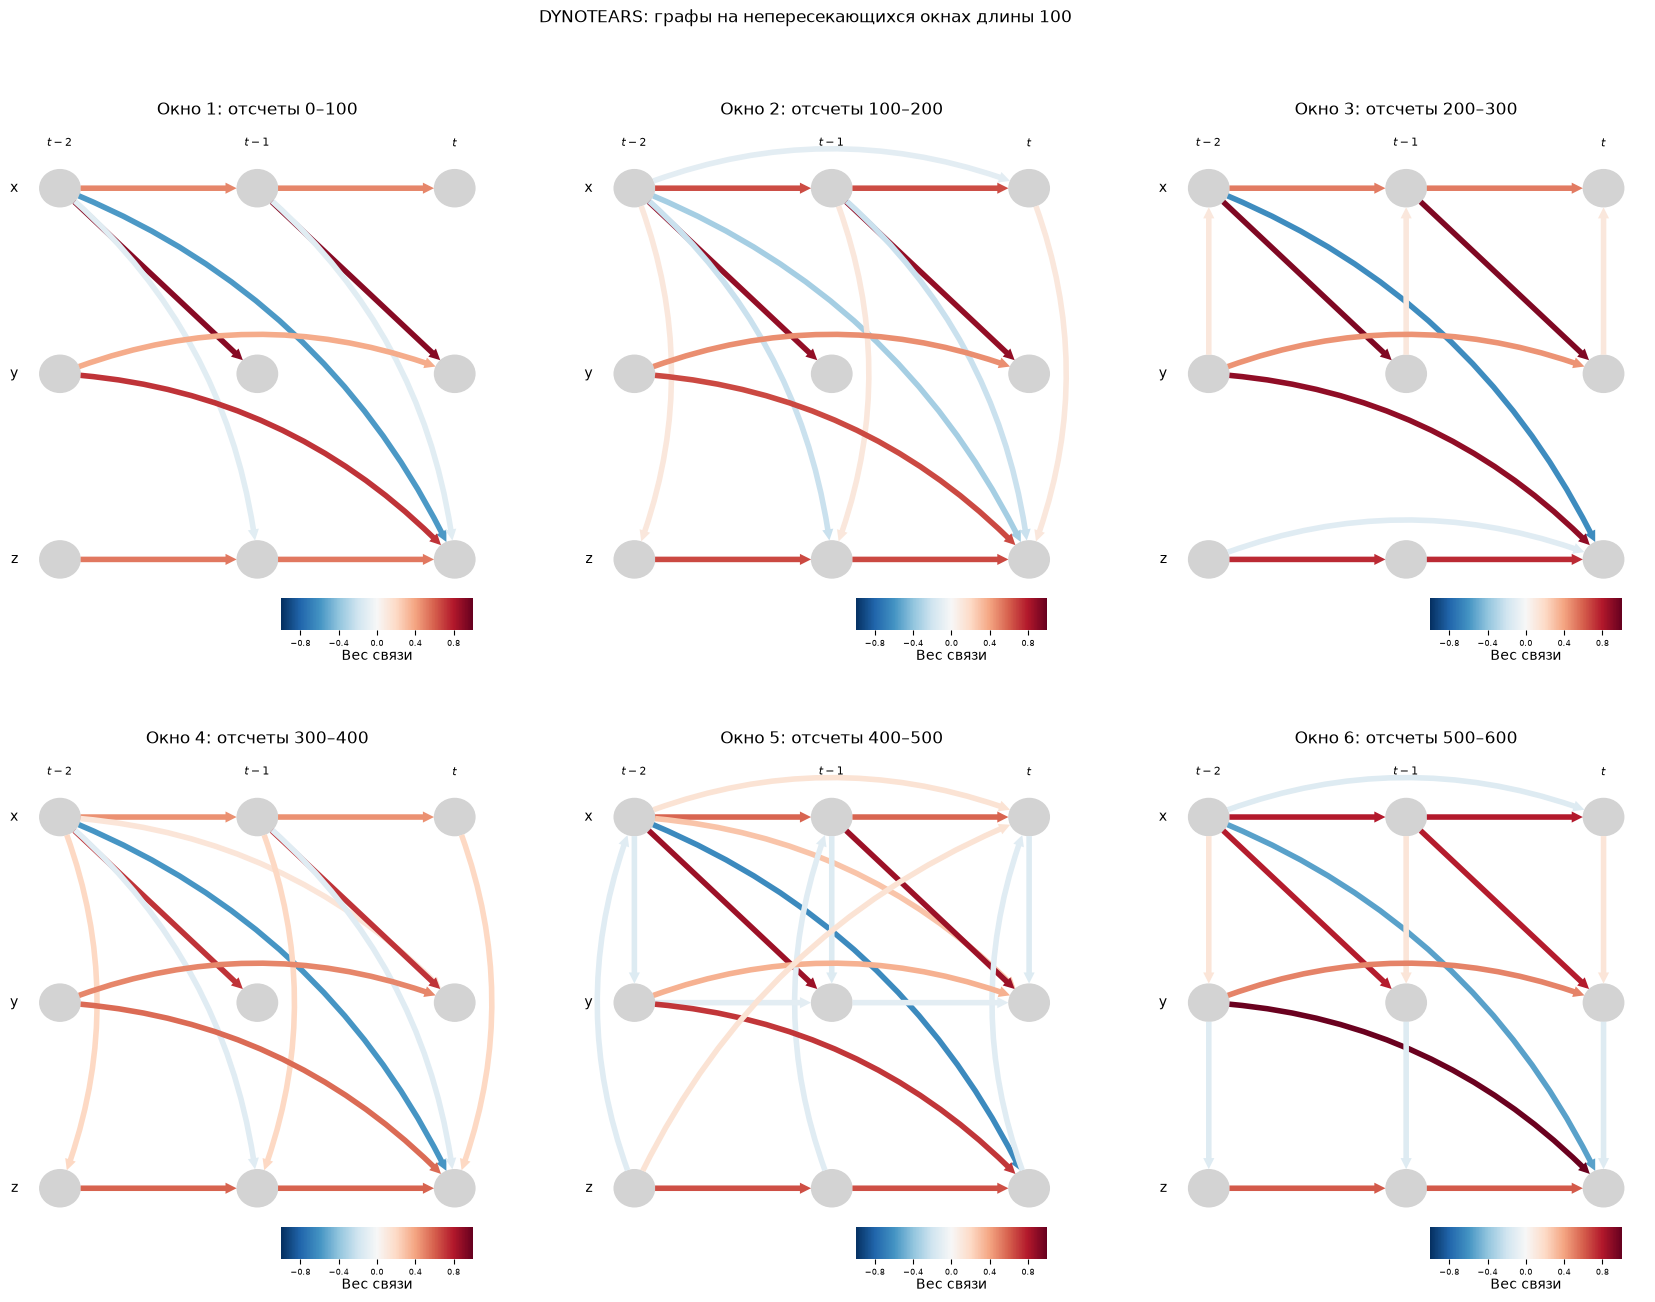 DYNOTEARS: графы на непересекающихся окнах длины 100
Окно 1: отсчеты 0–100
t − 2 t − 1 t
x
y
z
−0.8 −0.4 0.0 0.4 0.8
Вес связи
Окно 2: отсчеты 100–200
t − 2 t − 1 t
x
y
z
−0.8 −0.4 0.0 0.4 0.8
Вес связи
Окно 3: отсчеты 200–300
t − 2 t − 1 t
x
y
z
−0.8 −0.4 0.0 0.4 0.8
Вес связи
Окно 4: отсчеты 300–400
t − 2 t − 1 t
x
y
z
−0.8 −0.4 0.0 0.4 0.8
Вес связи
Окно 5: отсчеты 400–500
t − 2 t − 1 t
x
y
z
−0.8 −0.4 0.0 0.4 0.8
Вес связи
Окно 6: отсчеты 500–600
t − 2 t − 1 t
x
y
z
−0.8 −0.4 0.0 0.4 0.8
Вес связи